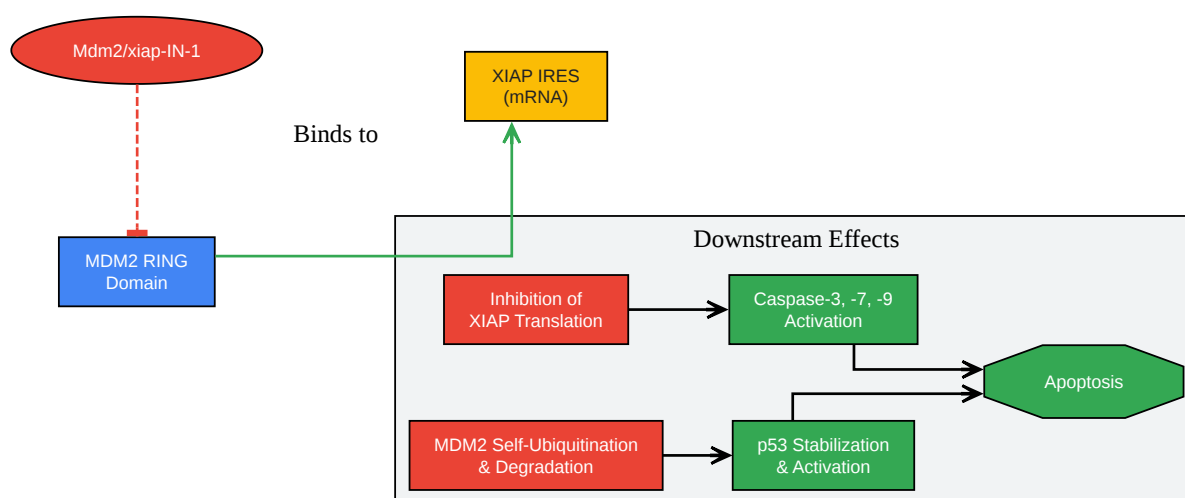 Mdm2/xiap-IN-1
XIAP IRES
(mRNA)
Binds to
MDM2 RING
Domain
Downstream Effects
Inhibition of
XIAP Translation
Caspase-3, -7, -9
Activation
Apoptosis
MDM2 Self-Ubiquitination
& Degradation
p53 Stabilization
& Activation